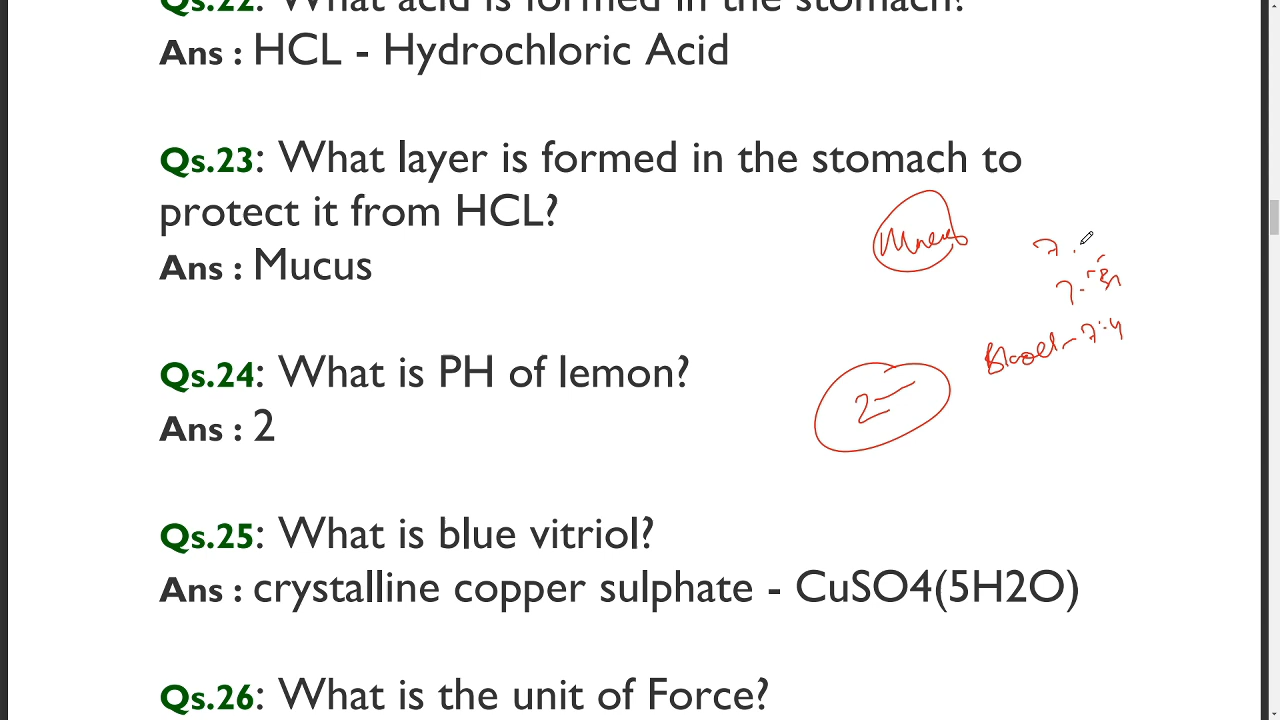 Qs.22: What acid is formed in the stomach?
Ans : HCL - Hydrochloric Acid
Qs.23: What layer is formed in the stomach to
protect it from HCL?
Ans : Mucus
7.
Blood - 7.4
Qs.24: What is PH of lemon?
Ans : 2
2
Qs.25: What is blue vitriol?
Ans : crystalline copper sulphate - CuSO4(5H2O)
Qs.26: What is the unit of Force?